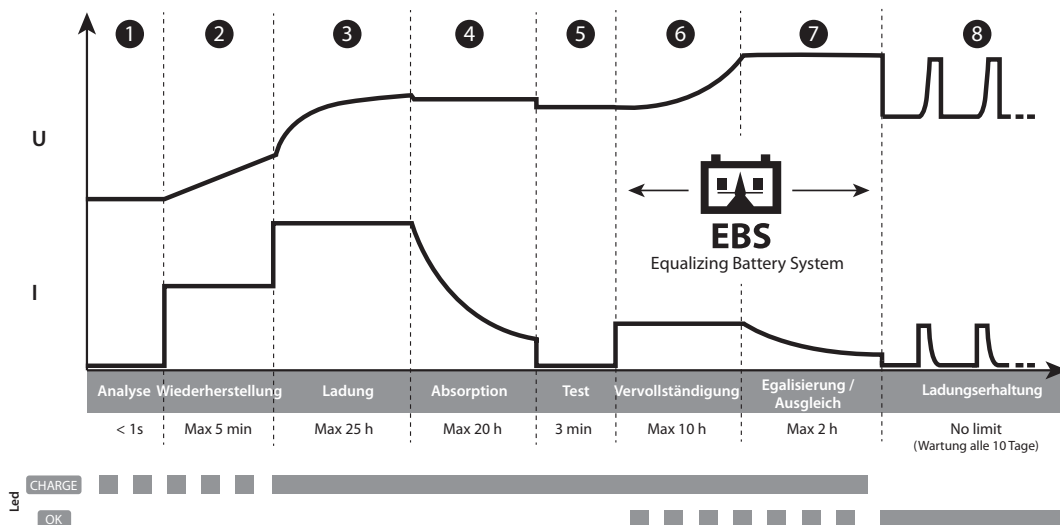 1 2 3 4 5 6 7 8
U
EBS
Equalizing Battery System
I
Analyse Wiederherstellung Ladung Absorption Test Vervollständigung Egalisierung / Ausgleich Ladungserhaltung
< 1s Max 5 min Max 25 h Max 20 h 3 min Max 10 h Max 2 h No limit
(Wartung alle 10 Tage)
Led
CHARGE
OK